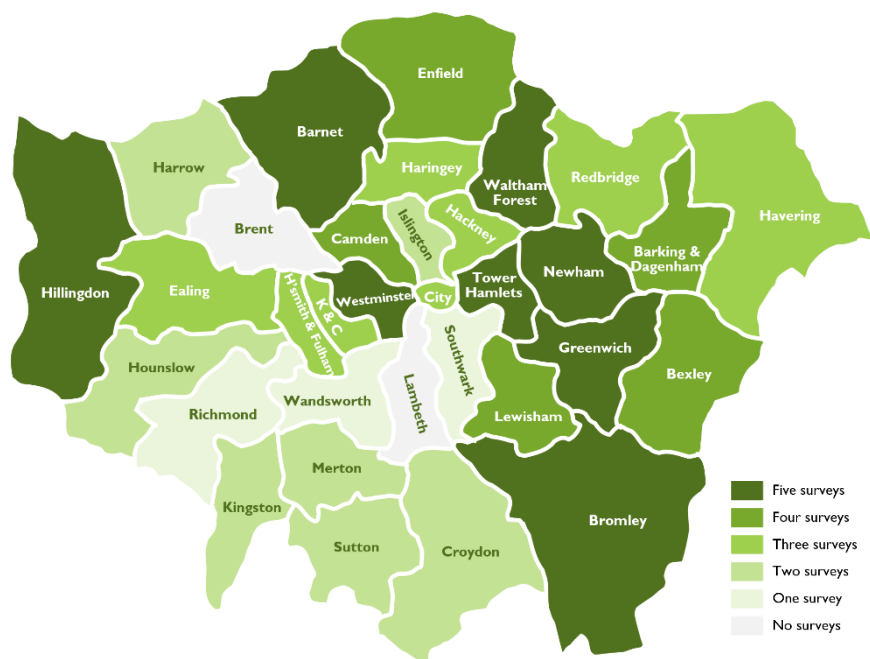 Enfield
Barnet
Harrow
Haringey
Waltham
Forest
Redbridge
Havering
Brent
Camden
Islington
Hackney
Barking &
Dagenham
Hillingdon
Ealing
H'smith & Fulham
K & C
Westminster
City
Tower
Hamlets
Newham
Greenwich
Bexley
Hounslow
Richmond
Wandsworth
Lambeth
Southwark
Lewisham
Merton
Kingston
Sutton
Croydon
Bromley
Five surveys
Four surveys
Three surveys
Two surveys
One survey
No surveys